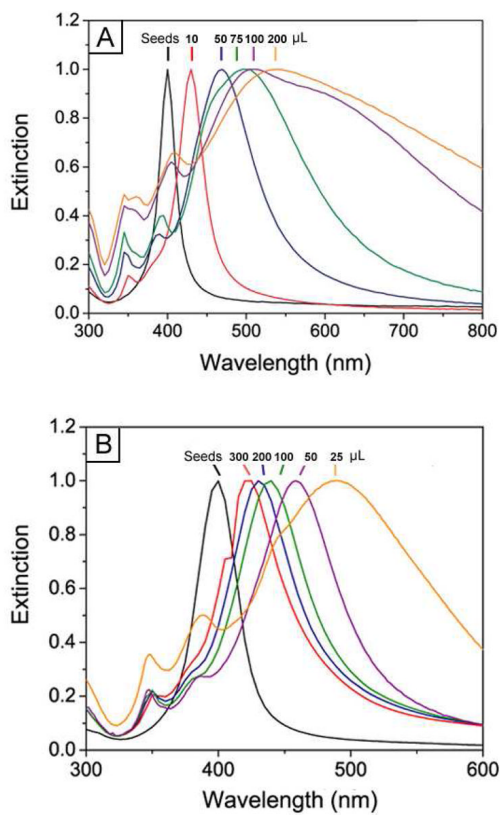 A
Seeds 10 50 75 100 200 µL
1.2
1.0
0.8
0.6
0.4
0.2
0.0
Extinction
300 400 500 600 700 800
Wavelength (nm)
B
Seeds 300 200 100 50 25 µL
1.2
1.0
0.8
0.6
0.4
0.2
0.0
Extinction
300 400 500 600
Wavelength (nm)